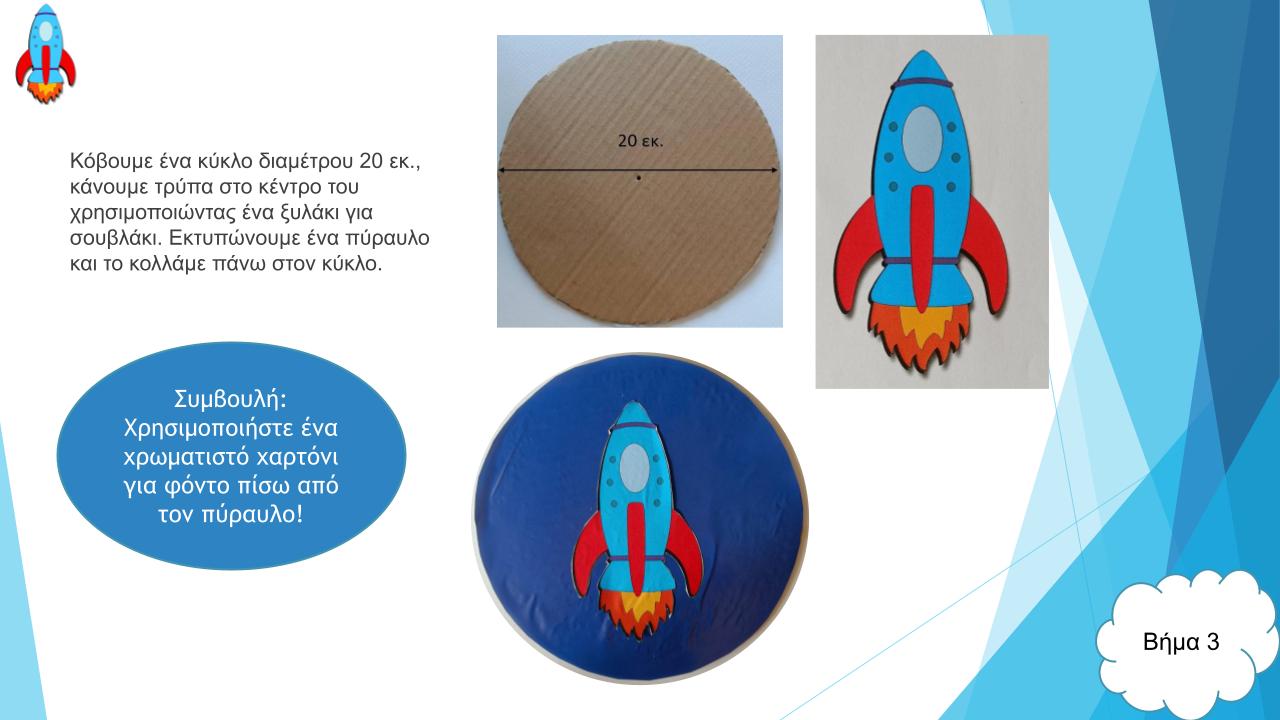 Κόβουμε ένα κύκλο διαμέτρου 20 εκ.,
κάνουμε τρύπα στο κέντρο του
χρησιμοποιώντας ένα ξυλάκι για
σουβλάκι. Εκτυπώνουμε ένα πύραυλο
και το κολλάμε πάνω στον κύκλο.
20 εκ.
Συμβουλή:
Χρησιμοποιήστε ένα
χρωματιστό χαρτόνι
για φόντο πίσω από
τον πύραυλο!
Βήμα 3